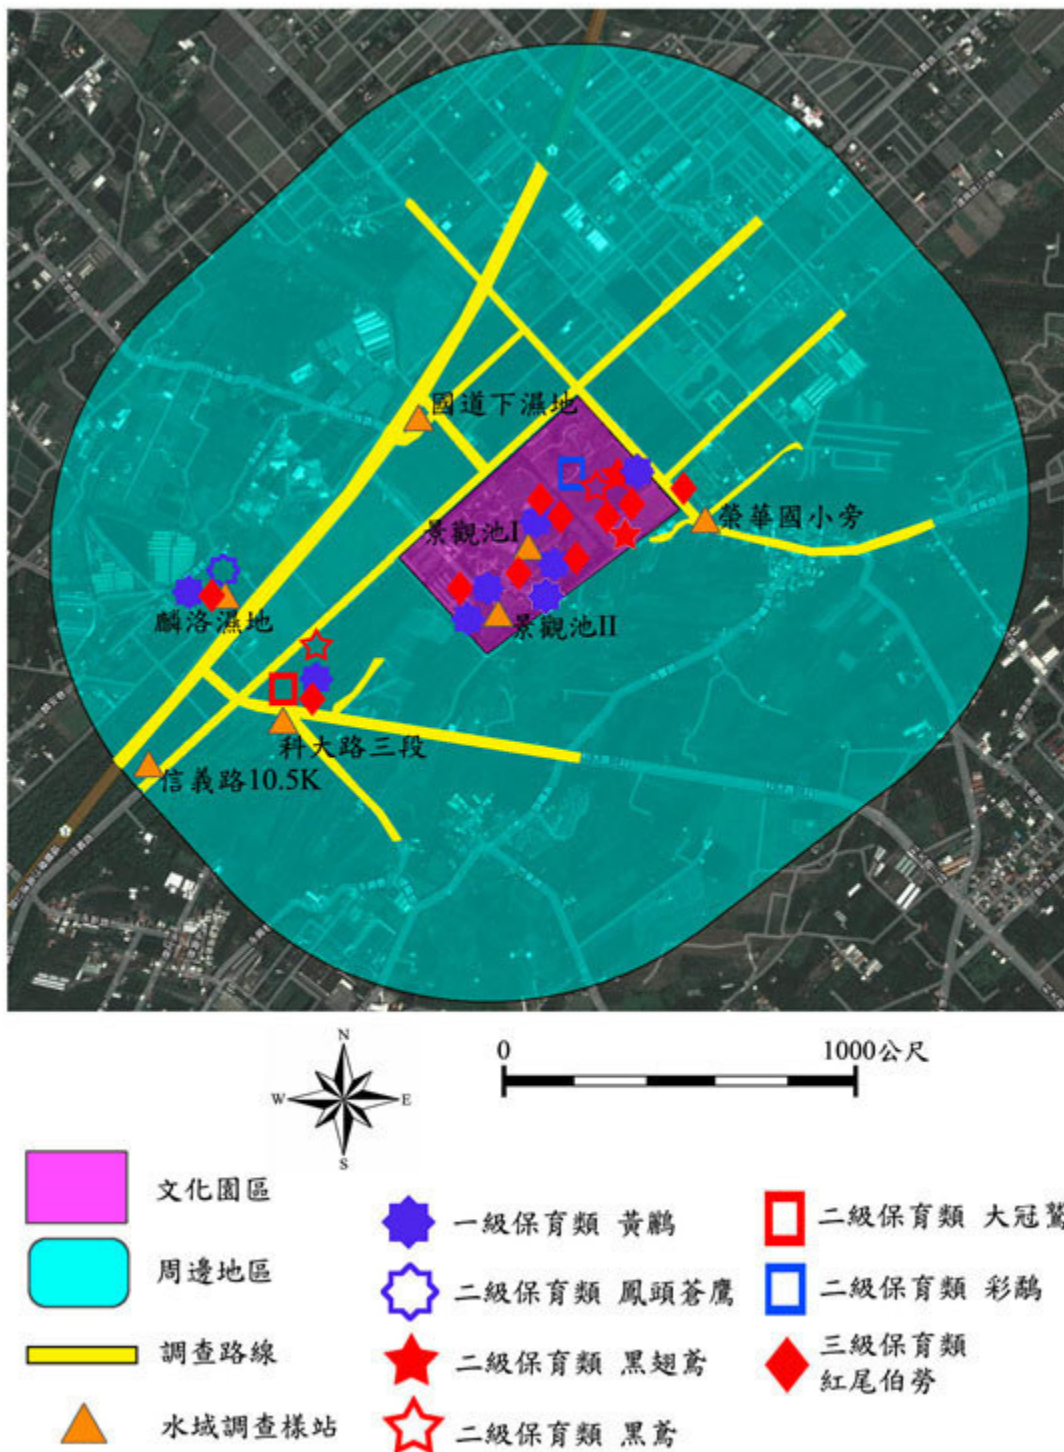 國道下濕地
景觀池I
榮華國小旁
麟洛濕地
景觀池II
科大路三段
信義路10.5K
N
W
E
S
0
1000公尺
文化園區
周邊地區
調查路線
水域調查樣站
一級保育類 黃鸝
二級保育類 鳳頭蒼鷹
二級保育類 黑翅鳶
二級保育類 黑鳶
二級保育類 大冠鷲
二級保育類 彩鷸
三級保育類
紅尾伯勞